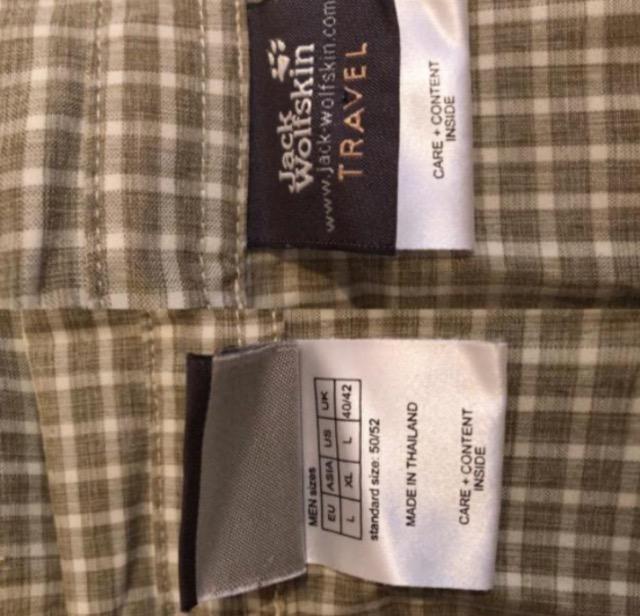 Jack
Wolfskin
www.jack-wolfskin.com
TRAVEL
CARE + CONTENT
INSIDE
MEN sizes
EU ASIA US UK
L XL L 40/42
standard size: 50/52
MADE IN THAILAND
CARE + CONTENT
INSIDE